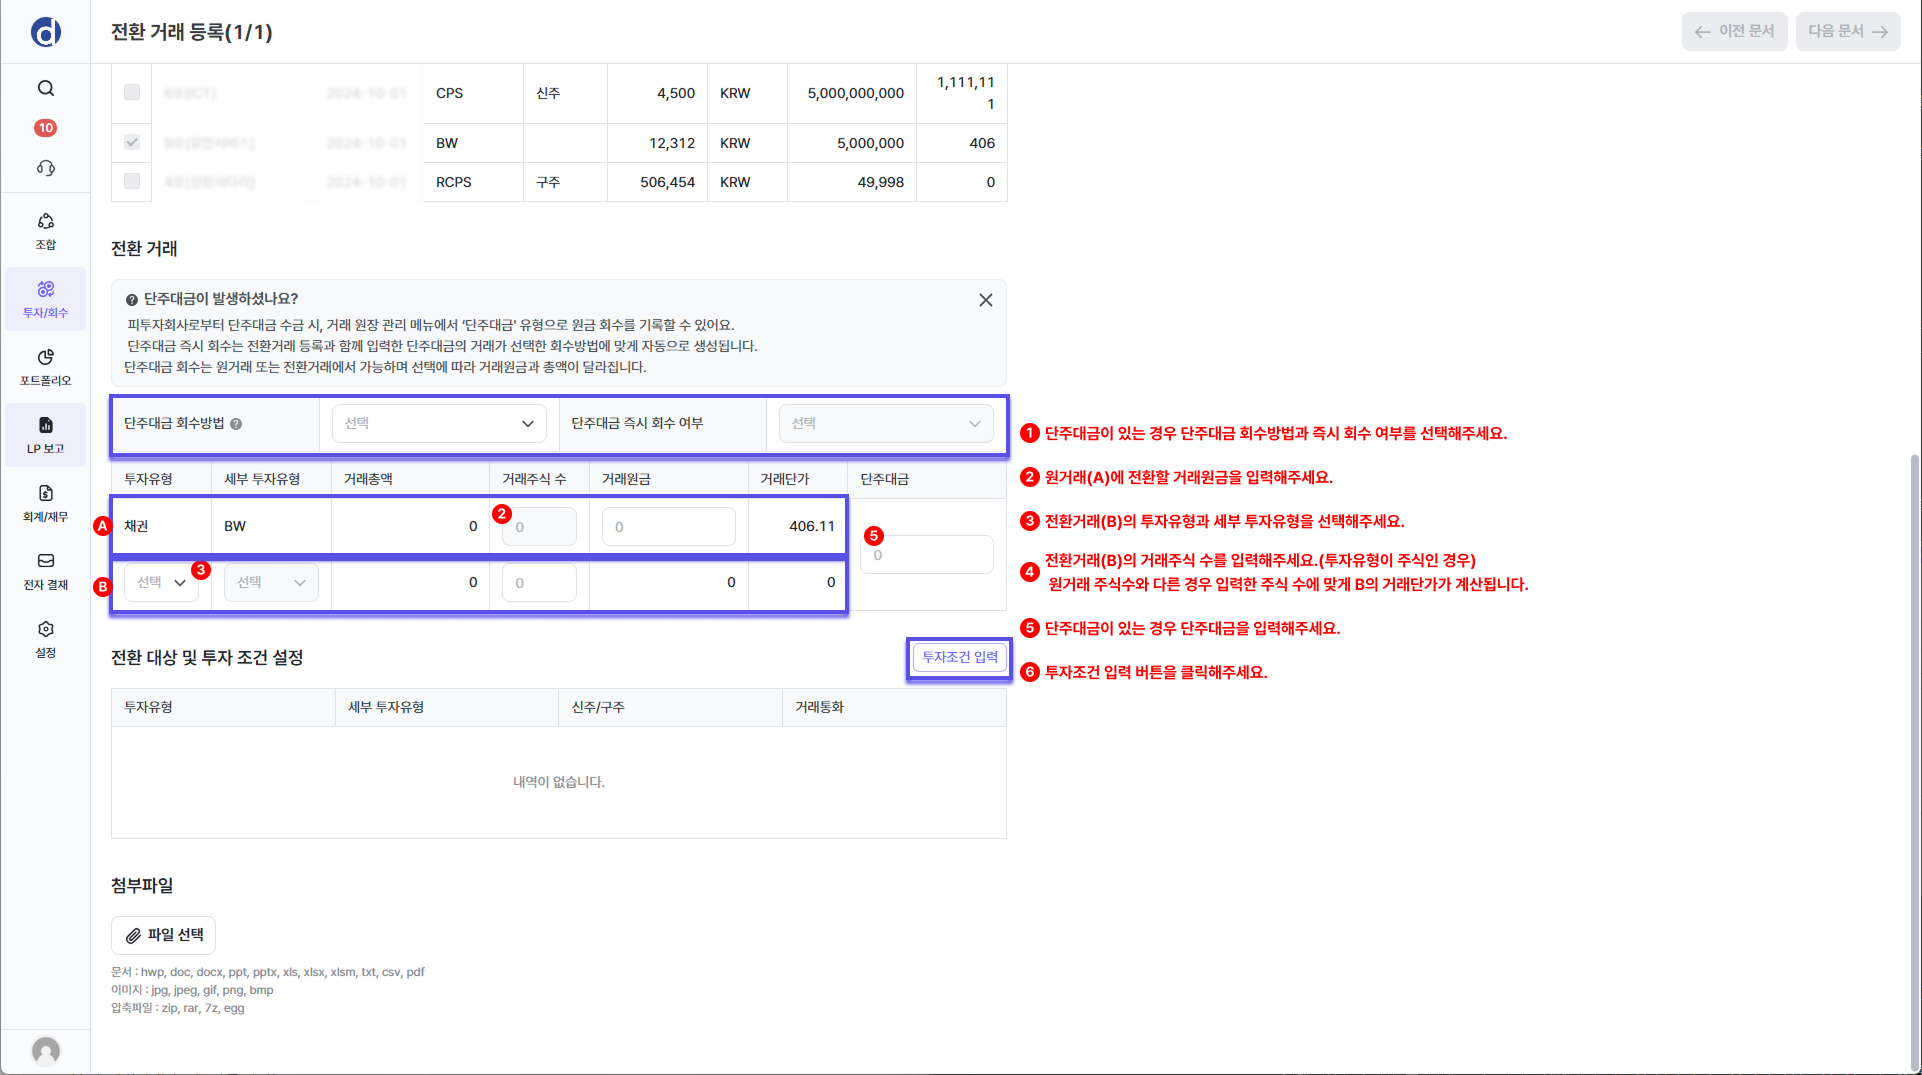 전환 거래 등록(1/1)
이전 문서
다음 문서
10
조합
투자/회수
포트폴리오
LP 보고
회계/재무
전자 결재
설정
CPS 신주 4,500 KRW 5,000,000,000 1,111,11
1
BW 12,312 KRW 5,000,000 406
RCPS 구주 506,454 KRW 49,998 0
전환 거래
단주대금이 발생하셨나요?
피투자회사로부터 단주대금 수금 시, 거래 원장 관리 메뉴에서 '단주대금' 유형으로 원금 회수를 기록할 수 있어요.
단주대금 즉시 회수는 전환거래 등록과 함께 입력한 단주대금의 거래가 선택한 회수방법에 맞게 자동으로 생성됩니다.
단주대금 회수는 원거래 또는 전환거래에서 가능하며 선택에 따라 거래원금과 총액이 달라집니다.
단주대금 회수방법 ? 선택 단주대금 즉시 회수 여부 선택
투자유형 세부 투자유형 거래총액 거래주식 수 거래원금 거래단가 단주대금
A 채권 BW 0 2 0 0 406.11
5 0
B 선택 3 선택 0 0 0 0
1 단주대금이 있는 경우 단주대금 회수방법과 즉시 회수 여부를 선택해주세요.
2 원거래(A)에 전환할 거래원금을 입력해주세요.
3 전환거래(B)의 투자유형과 세부 투자유형을 선택해주세요.
4 전환거래(B)의 거래주식 수를 입력해주세요.(투자유형이 주식인 경우)
원거래 주식수와 다른 경우 입력한 주식 수에 맞게 B의 거래단가가 계산됩니다.
5 단주대금이 있는 경우 단주대금을 입력해주세요.
6 투자조건 입력 버튼을 클릭해주세요.
전환 대상 및 투자 조건 설정
투자조건 입력
투자유형 세부 투자유형 신주/구주 거래통화
내역이 없습니다.
첨부파일
파일 선택
문서 : hwp, doc, docx, ppt, pptx, xls, xlsx, xlsm, txt, csv, pdf
이미지 : jpg, jpeg, gif, png, bmp
압축파일 : zip, rar, 7z, egg